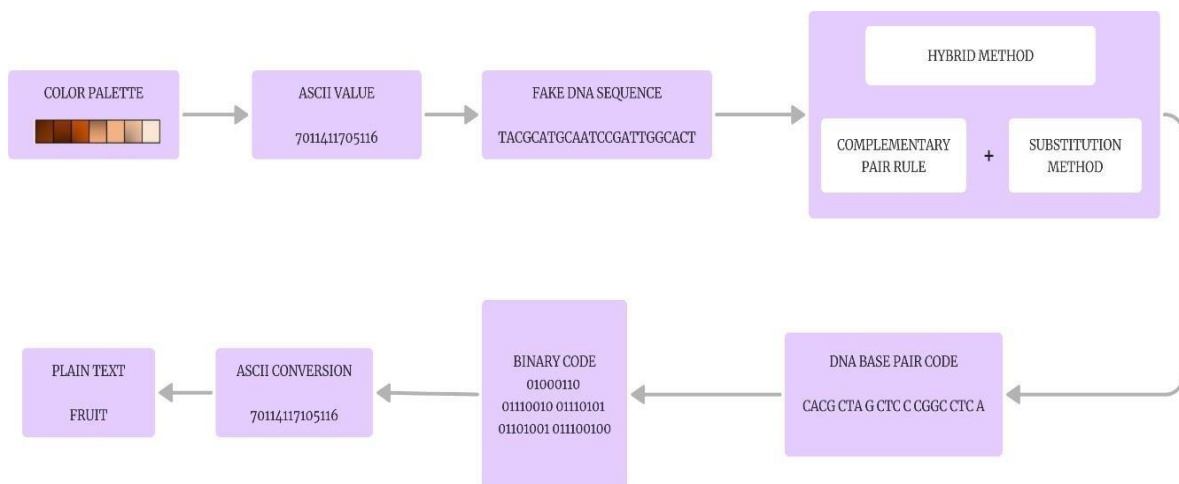 COLOR PALETTE
ASCII VALUE
7011411705116
FAKE DNA SEQUENCE
TACGCATGCAATCCGATTGGCACT
HYBRID METHOD
COMPLEMENTARY
PAIR RULE
+
SUBSTITUTION
METHOD
PLAIN TEXT
FRUIT
ASCII CONVERSION
70114117105116
BINARY CODE
01000110
01110010 01110101
01101001 011100100
DNA BASE PAIR CODE
CACG CTA G CTC C CGGC CTC A